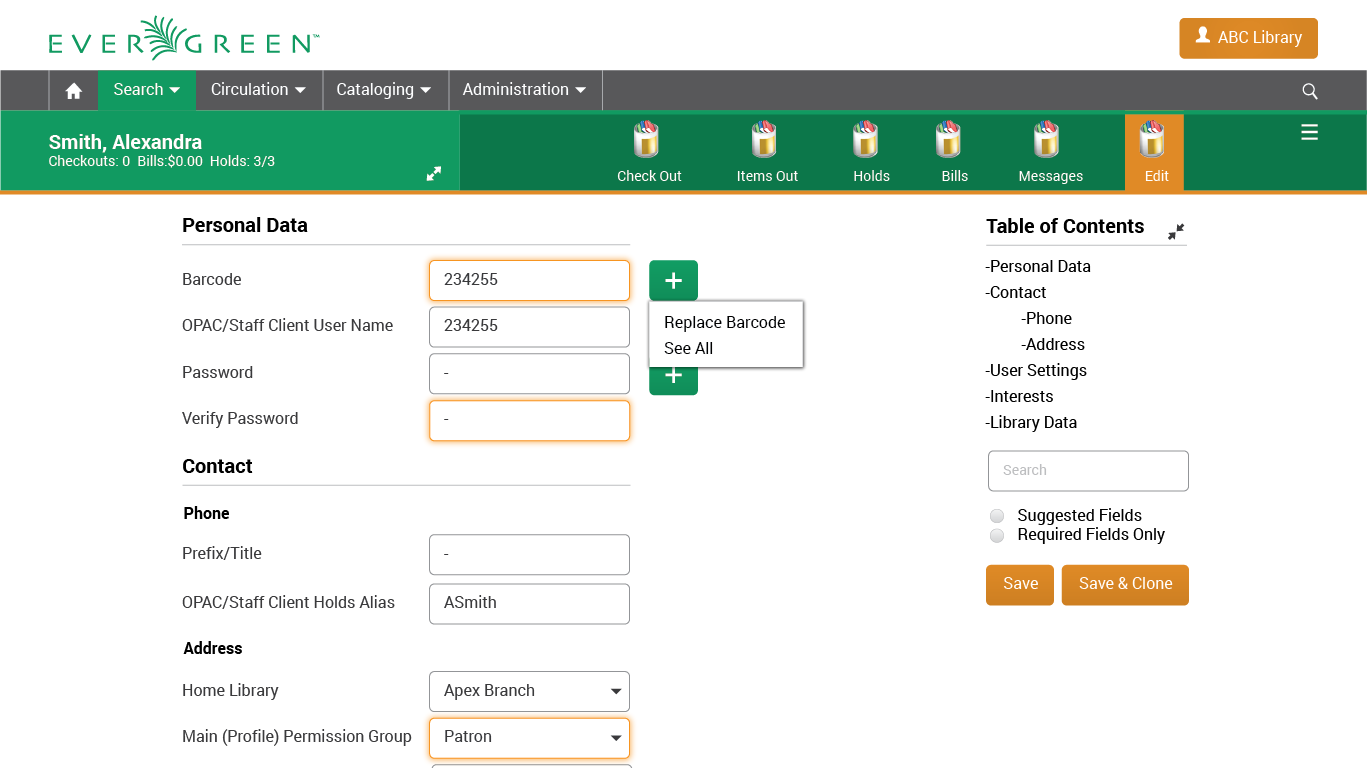 EVERGREEN™
ABC Library
Search
Circulation
Cataloging
Administration
Smith, Alexandra
Checkouts: 0 Bills:$0.00 Holds: 3/3
Check Out
Items Out
Holds
Bills
Messages
Edit
Personal Data
Barcode
234255
+
Replace Barcode
See All
OPAC/Staff Client User Name
234255
Password
-
+
Verify Password
-
Contact
Phone
Prefix/Title
-
OPAC/Staff Client Holds Alias
ASmith
Address
Home Library
Apex Branch
Main (Profile) Permission Group
Patron
Table of Contents
-Personal Data
-Contact
-Phone
-Address
-User Settings
-Interests
-Library Data
Search
Suggested Fields
Required Fields Only
Save
Save & Clone